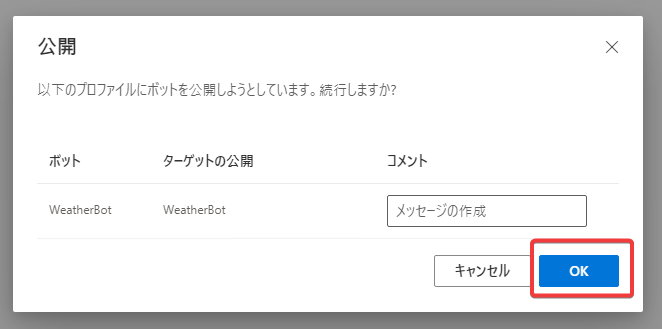 公開
以下のプロファイルにボットを公開しようとしています。続行しますか?
ボット ターゲットの公開 コメント
WeatherBot WeatherBot メッセージの作成
キャンセル OK